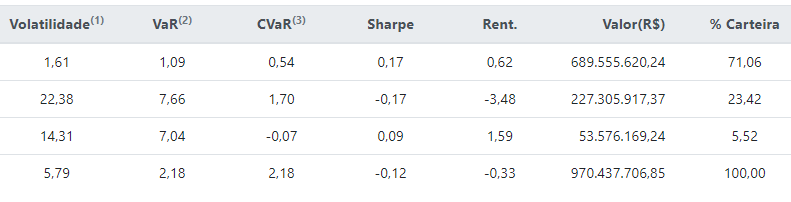 Volatilidade(1) VaR(2) CVaR(3) Sharpe Rent. Valor(R$) % Carteira
1,61 1,09 0,54 0,17 0,62 689.555.620,24 71,06
22,38 7,66 1,70 -0,17 -3,48 227.305.917,37 23,42
14,31 7,04 -0,07 0,09 1,59 53.576.169,24 5,52
5,79 2,18 2,18 -0,12 -0,33 970.437.706,85 100,00